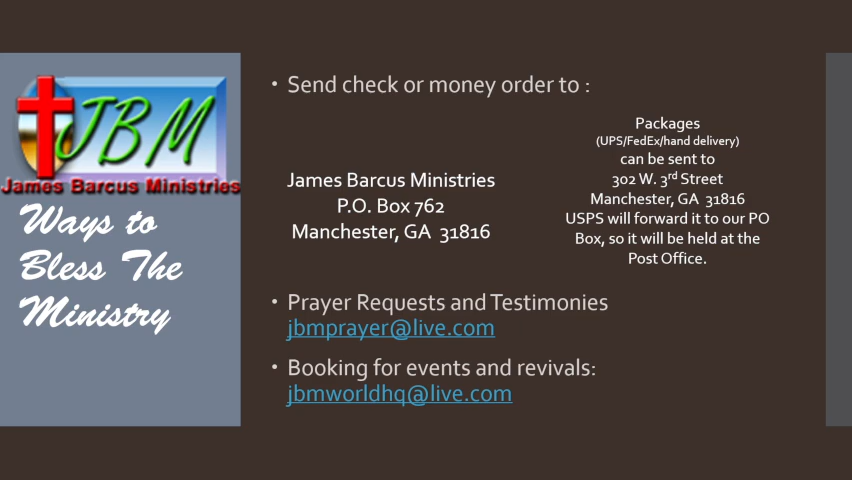 JBM
James Barcus Ministries
Ways to
Bless The
Ministry
• Send check or money order to :
James Barcus Ministries
P.O. Box 762
Manchester, GA 31816
Packages
(UPS/FedEx/hand delivery)
can be sent to
302 W. 3rd Street
Manchester, GA 31816
USPS will forward it to our PO
Box, so it will be held at the
Post Office.
• Prayer Requests and Testimonies
jbmprayer@live.com
• Booking for events and revivals:
jbmworldhq@live.com